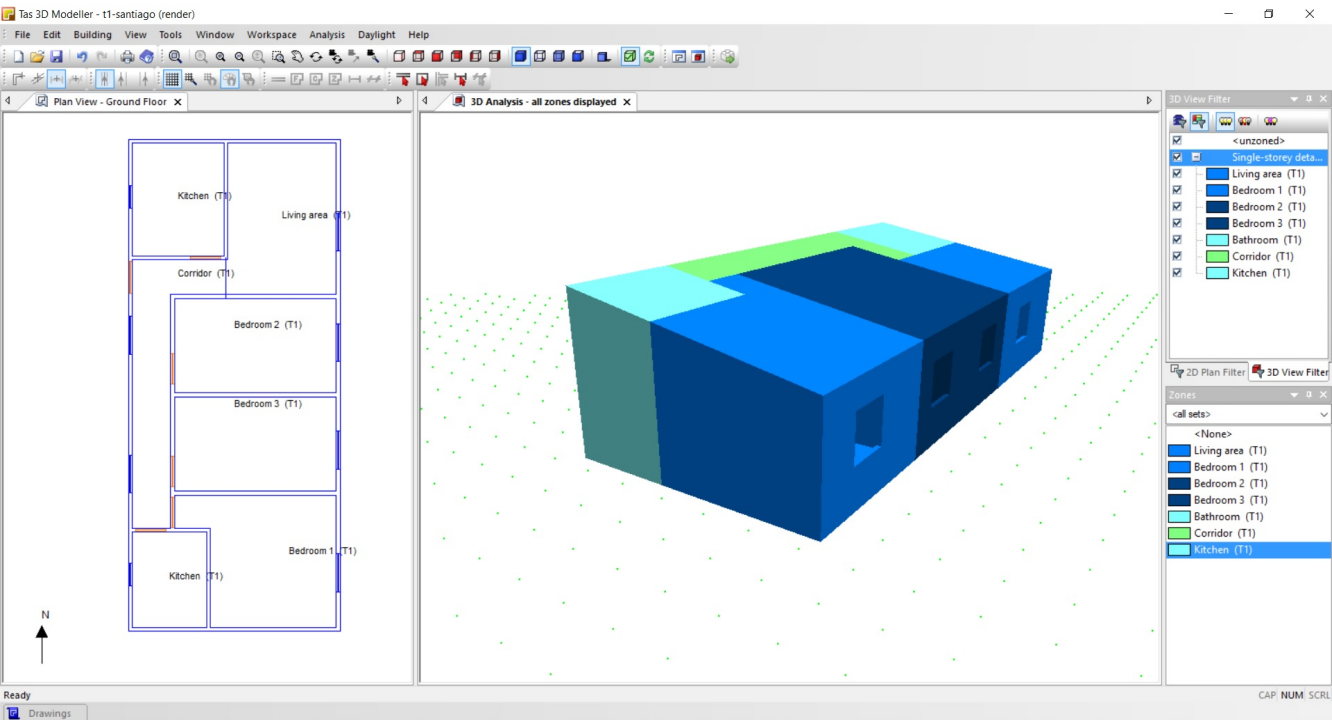 Tas 3D Modeller - t1-santiago (render)
File Edit Building View Tools Window Workspace Analysis Daylight Help
Plan View - Ground Floor
3D Analysis - all zones displayed
Kitchen (T1)
Living area (T1)
Corridor (T1)
Bedroom 2 (T1)
Bedroom 3 (T1)
Bedroom 1 (T1)
Kitchen (T1)
N
3D View Filter
<unzoned>
Single-storey deta...
Living area (T1)
Bedroom 1 (T1)
Bedroom 2 (T1)
Bedroom 3 (T1)
Bathroom (T1)
Corridor (T1)
Kitchen (T1)
2D Plan Filter 3D View Filter
Zones
<all sets>
<None>
Living area (T1)
Bedroom 1 (T1)
Bedroom 2 (T1)
Bedroom 3 (T1)
Bathroom (T1)
Corridor (T1)
Kitchen (T1)
Ready
CAP NUM SCRL
Drawings